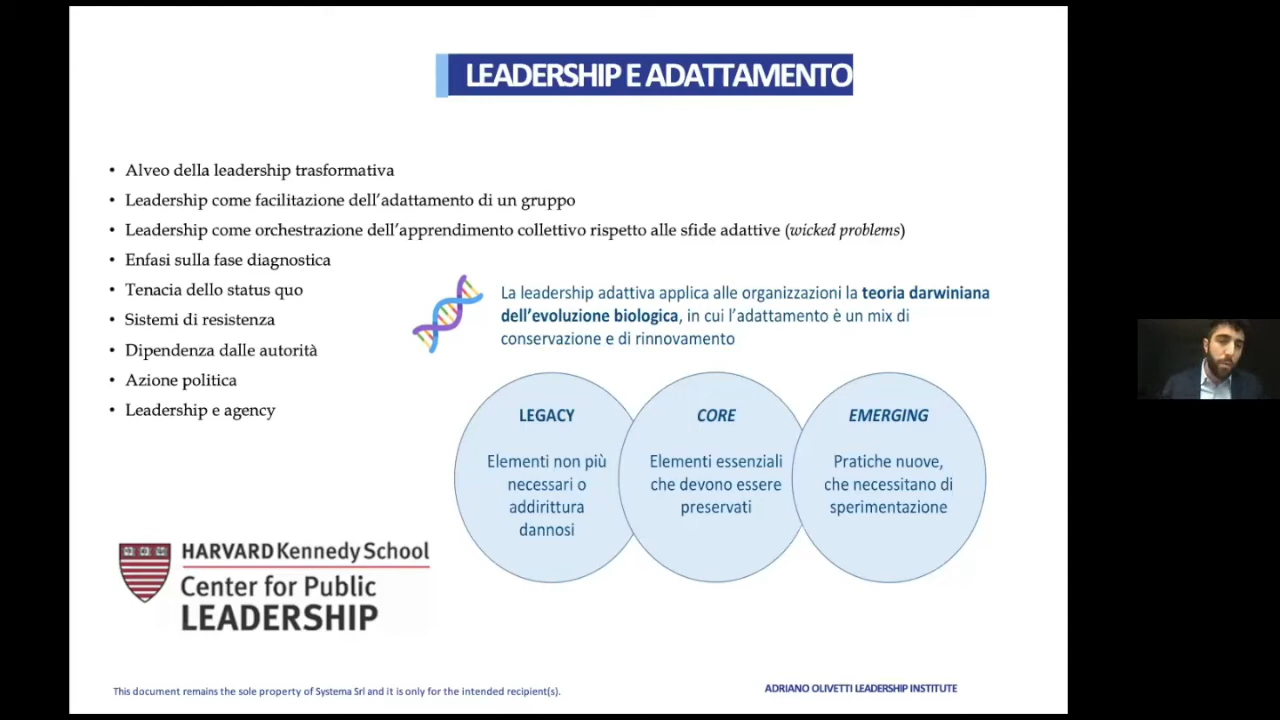 LEADERSHIP E ADATTAMENTO
• Alveo della leadership trasformativa
• Leadership come facilitazione dell'adattamento di un gruppo
• Leadership come orchestrazione dell'apprendimento collettivo rispetto alle sfide adattive (wicked problems)
• Enfasi sulla fase diagnostica
• Tenacia dello status quo
• Sistemi di resistenza
• Dipendenza dalle autorità
• Azione politica
• Leadership e agency
La leadership adattiva applica alle organizzazioni la teoria darwiniana
dell'evoluzione biologica, in cui l'adattamento è un mix di
conservazione e di rinnovamento
LEGACY
Elementi non più
necessari o
addirittura
dannosi
CORE
Elementi essenziali
che devono essere
preservati
EMERGING
Pratiche nuove,
che necessitano di
sperimentazione
HARVARD Kennedy School
Center for Public
LEADERSHIP
This document remains the sole property of Systema Srl and it is only for the intended recipient(s).
ADRIANO OLIVETTI LEADERSHIP INSTITUTE